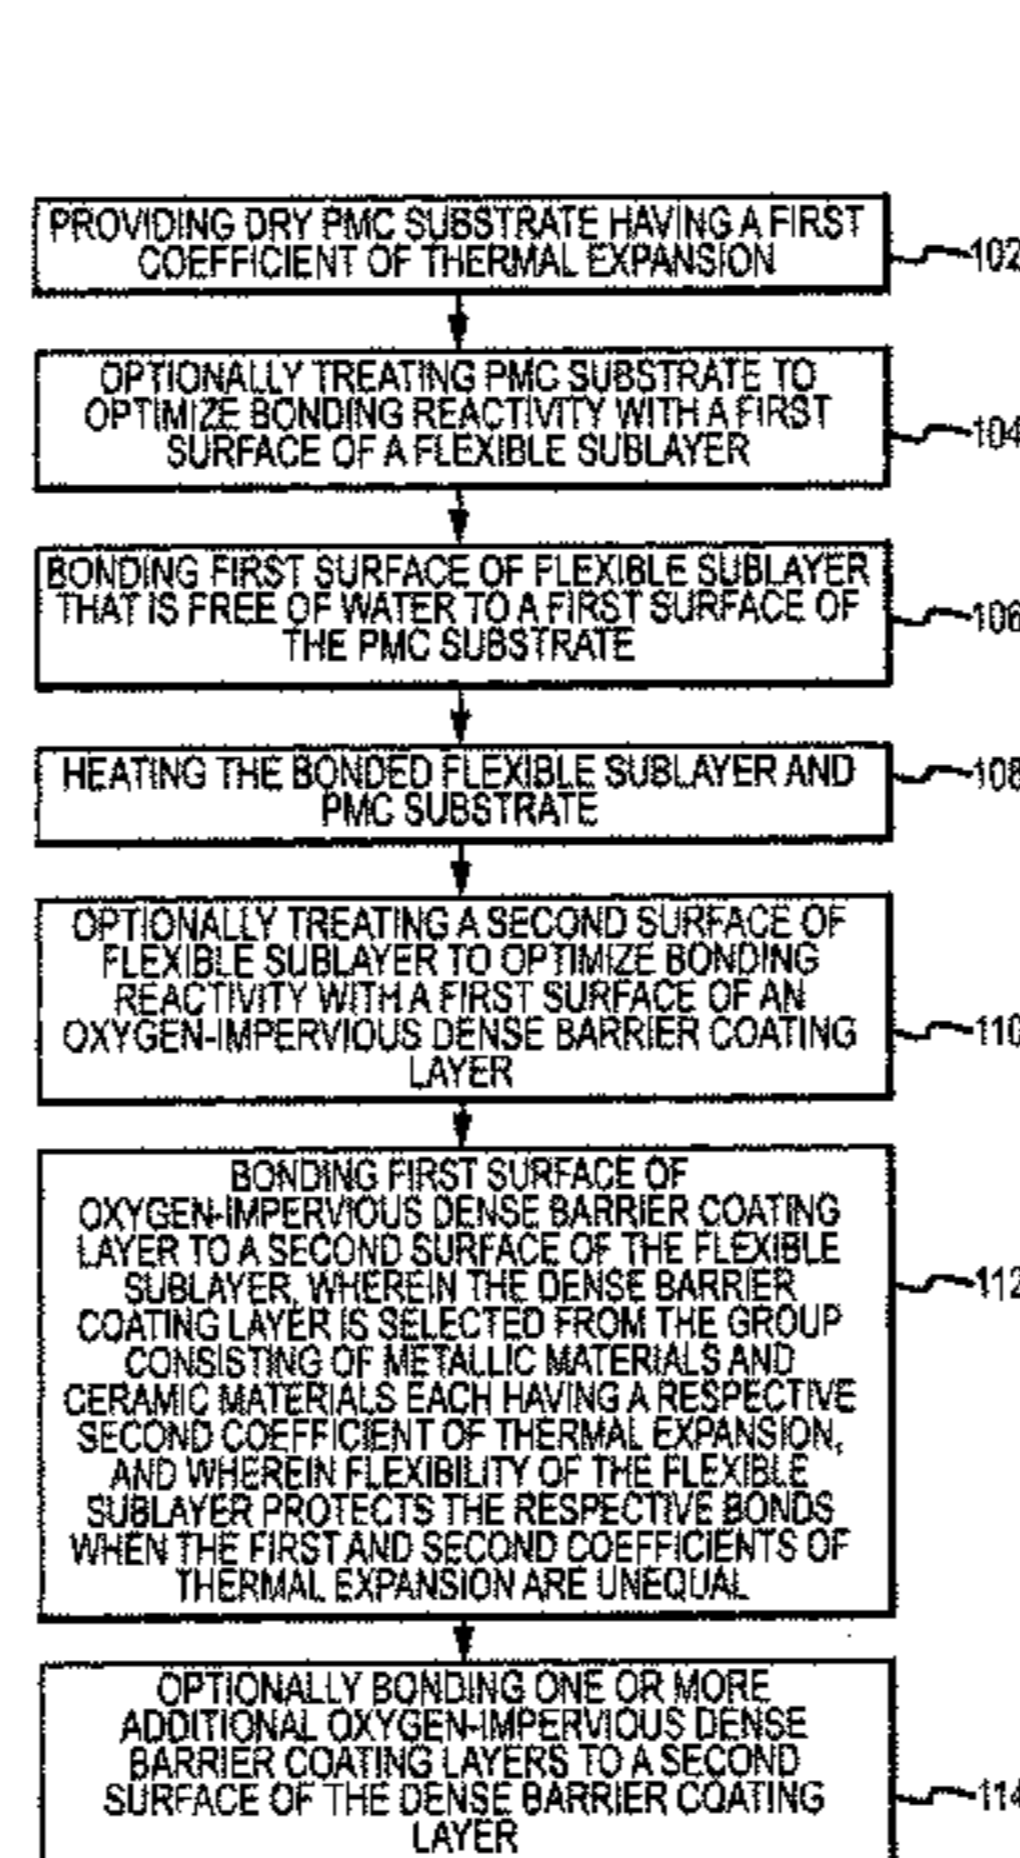 PROVIDING DRY PMC SUBSTRATE HAVING A FIRST
COEFFICIENT OF THERMAL EXPANSION
102
OPTIONALLY TREATING PMC SUBSTRATE TO
OPTIMIZE BONDING REACTIVITY WITH A FIRST
SURFACE OF A FLEXIBLE SUBLAYER
104
BONDING FIRST SURFACE OF FLEXIBLE SUBLAYER
THAT IS FREE OF WATER TO A FIRST SURFACE OF
THE PMC SUBSTRATE
106
HEATING THE BONDED FLEXIBLE SUBLAYER AND
PMC SUBSTRATE
108
OPTIONALLY TREATING A SECOND SURFACE OF
FLEXIBLE SUBLAYER TO OPTIMIZE BONDING
REACTIVITY WITH A FIRST SURFACE OF AN
OXYGEN-IMPERVIOUS DENSE BARRIER COATING
LAYER
110
BONDING FIRST SURFACE OF
OXYGEN-IMPERVIOUS DENSE BARRIER COATING
LAYER TO A SECOND SURFACE OF THE FLEXIBLE
SUBLAYER, WHEREIN THE DENSE BARRIER
COATING LAYER IS SELECTED FROM THE GROUP
CONSISTING OF METALLIC MATERIALS AND
CERAMIC MATERIALS EACH HAVING A RESPECTIVE
SECOND COEFFICIENT OF THERMAL EXPANSION,
AND WHEREIN FLEXIBILITY OF THE FLEXIBLE
SUBLAYER PROTECTS THE RESPECTIVE BONDS
WHEN THE FIRST AND SECOND COEFFICIENTS OF
THERMAL EXPANSION ARE UNEQUAL
112
OPTIONALLY BONDING ONE OR MORE
ADDITIONAL OXYGEN-IMPERVIOUS DENSE
BARRIER COATING LAYERS TO A SECOND
SURFACE OF THE DENSE BARRIER COATING
LAYER
114